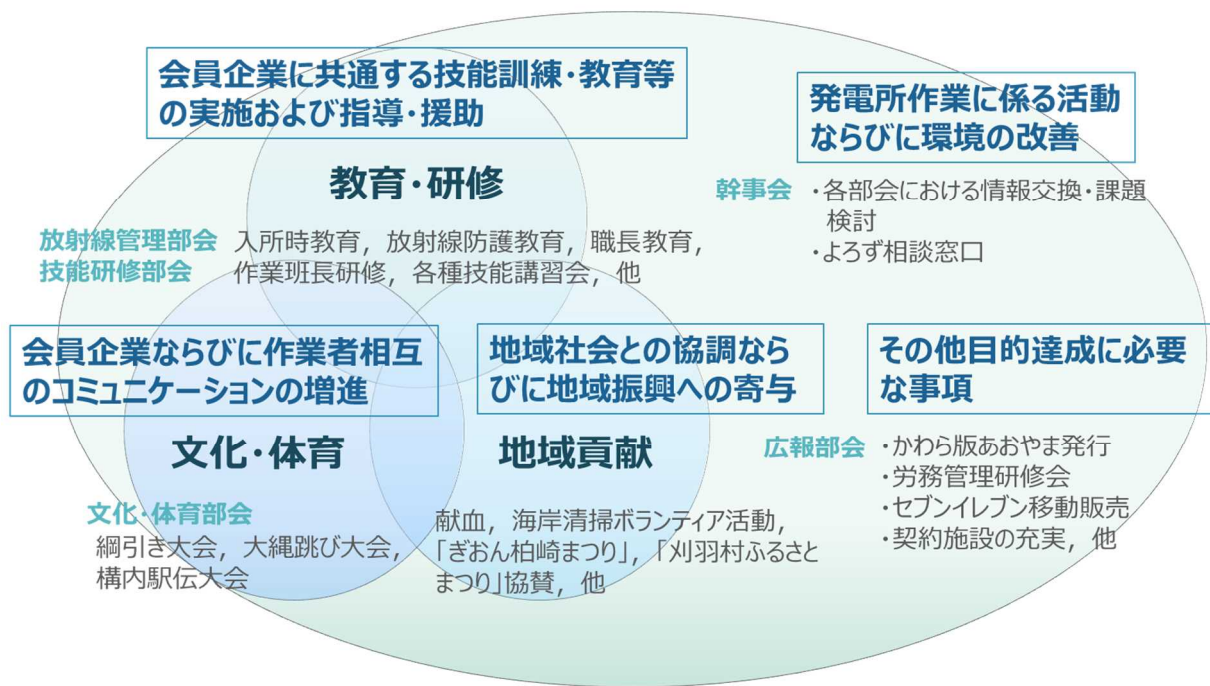 会員企業に共通する技能訓練・教育等
の実施および指導・援助
教育・研修
放射線管理部会
技能研修部会
入所時教育，放射線防護教育，職長教育，
作業班長研修，各種技能講習会，他
発電所作業に係る活動
ならびに環境の改善
幹事会
・各部会における情報交換・課題
検討
・よろず相談窓口
会員企業ならびに作業者相互
のコミュニケーションの増進
文化・体育
文化・体育部会
綱引き大会，大縄跳び大会，
構内駅伝大会
地域社会との協調なら
びに地域振興への寄与
地域貢献
献血，海岸清掃ボランティア活動，
「ぎおん柏崎まつり」，「刈羽村ふるさと
まつり」協賛，他
その他目的達成に必要
な事項
広報部会
・かわら版あおやま発行
・労務管理研修会
・セブンイレブン移動販売
・契約施設の充実，他